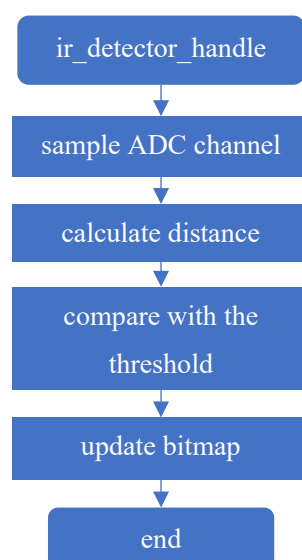 ir_detector_handle
sample ADC channel
calculate distance
compare with the
threshold
update bitmap
end